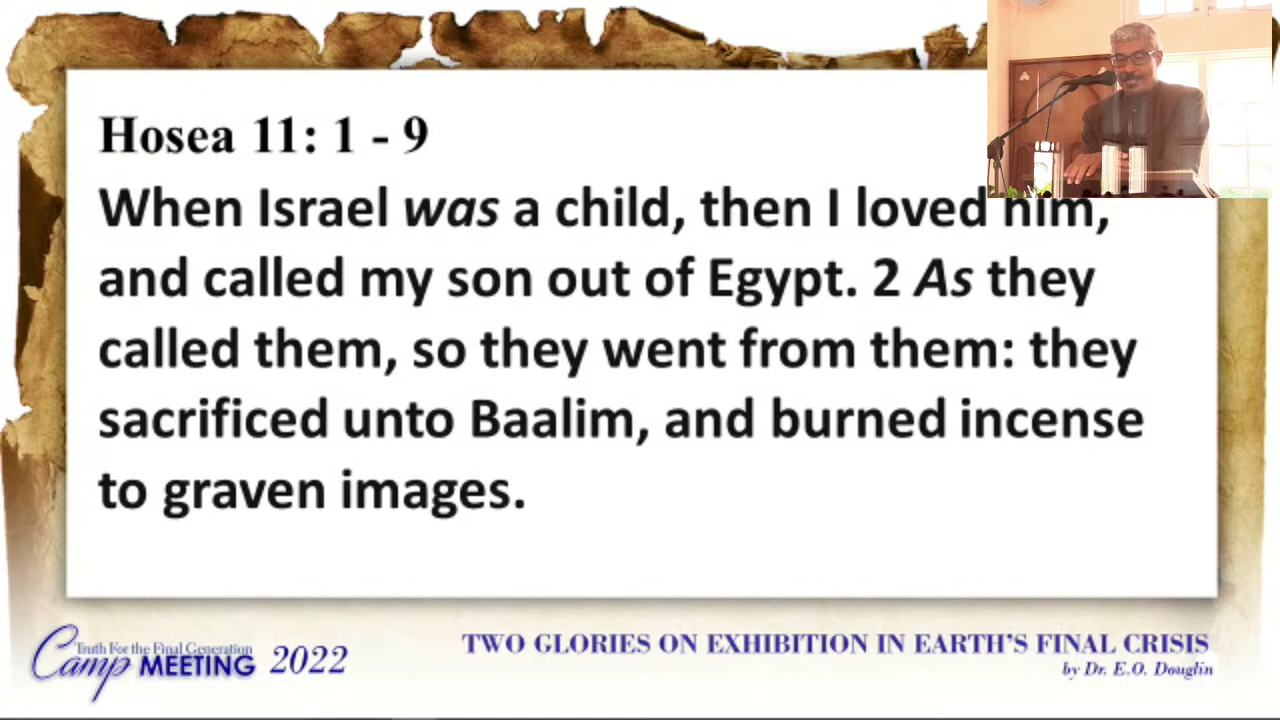 Hosea 11: 1 - 9
When Israel was a child, then I loved him,
and called my son out of Egypt. 2 As they
called them, so they went from them: they
sacrificed unto Baalim, and burned incense
to graven images.
Truth For the Final Generation
Camp MEETING 2022
TWO GLORIES ON EXHIBITION IN EARTH'S FINAL CRISIS
by Dr. E.O. Douglin